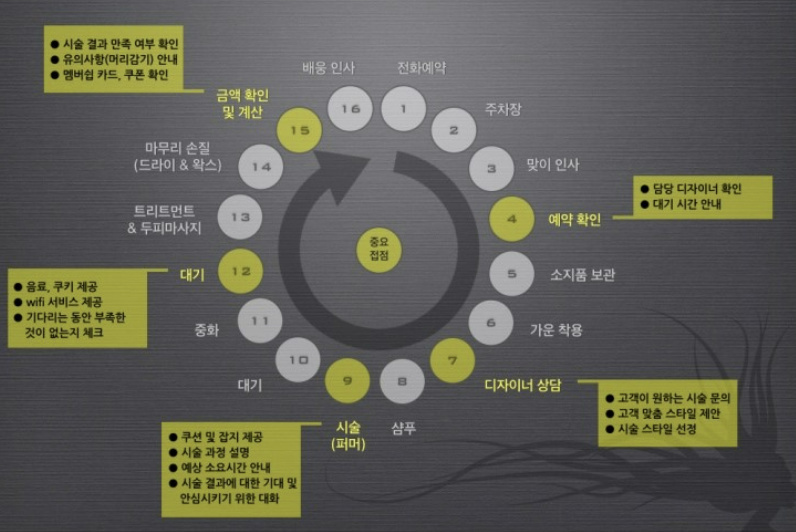 ● 시술 결과 만족 여부 확인
● 유의사항(머리감기) 안내
● 멤버쉽 카드, 쿠폰 확인
배웅 인사
16
전화예약
1
주차장
2
맞이 인사
3
● 담당 디자이너 확인
● 대기 시간 안내
예약 확인
4
소지품 보관
5
가운 착용
6
디자이너 상담
7
● 고객이 원하는 시술 문의
● 고객 맞춤 스타일 제안
● 시술 스타일 선정
샴푸
8
시술
(퍼머)
9
● 쿠션 및 잡지 제공
● 시술 과정 설명
● 예상 소요시간 안내
● 시술 결과에 대한 기대 및
안심시키기 위한 대화
대기
10
중화
11
대기
12
● 음료, 쿠키 제공
● wifi 서비스 제공
● 기다리는 동안 부족한
것이 없는지 체크
트리트먼트
& 두피마사지
13
마무리 손질
(드라이 & 왁스)
14
금액 확인
및 계산
15
중요
접점